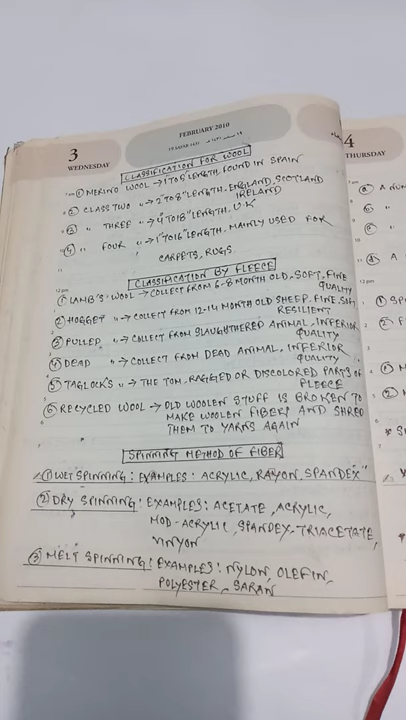 FEBRUARY 2010
3
WEDNESDAY
CLASSIFICATION FOR WOOL
① MERINO WOOL → 1" TO 5" LENGTH, FOUND IN SPAIN
② CLASS TWO " → 2" TO 8" LENGTH, ENGLAND, SCOTLAND
IRELAND
③ " THREE " → 4" TO 18" LENGTH, U.K
④ " FOUR " → 1" TO 16" LENGTH, MAINLY USED FOR
CARPETS, RUGS.
CLASSIFICATION BY FLEECE
① LAMB'S WOOL → COLLECT FROM 6-8 MONTH OLD, SOFT, FINE
QUALITY
② HOGGET " → COLLECT FROM 12-14 MONTH OLD SHEEP. FINE, SOFT
RESILIENT
③ PULLED " → COLLECT FROM SLAUGHTHERED ANIMAL, INFERIOR
QUALITY
④ DEAD " → COLLECT FROM DEAD ANIMAL, INFERIOR
QUALITY
⑤ TAGLOCK'S " → THE TORN, RAGGED OR DISCOLORED PARTS OF
FLEECE
⑥ RECYCLED WOOL → OLD WOOLEN STUFF IS BROKEN TO
MAKE WOOLEN FIBERS AND SHRED
THEM TO YARNS AGAIN
SPINNING METHOD OF FIBER
① WET SPINNING : EXAMPLES : ACRYLIC, RAYON, SPANDEX"
② DRY SPINNING : EXAMPLES : ACETATE, ACRYLIC,
MOD-ACRYLIC, SPANDEX, TRIACETATE,
VINYON
③ MELT SPINNING : EXAMPLES : NYLON, OLEFIN,
POLYESTER, SARAN
4
THURSDAY